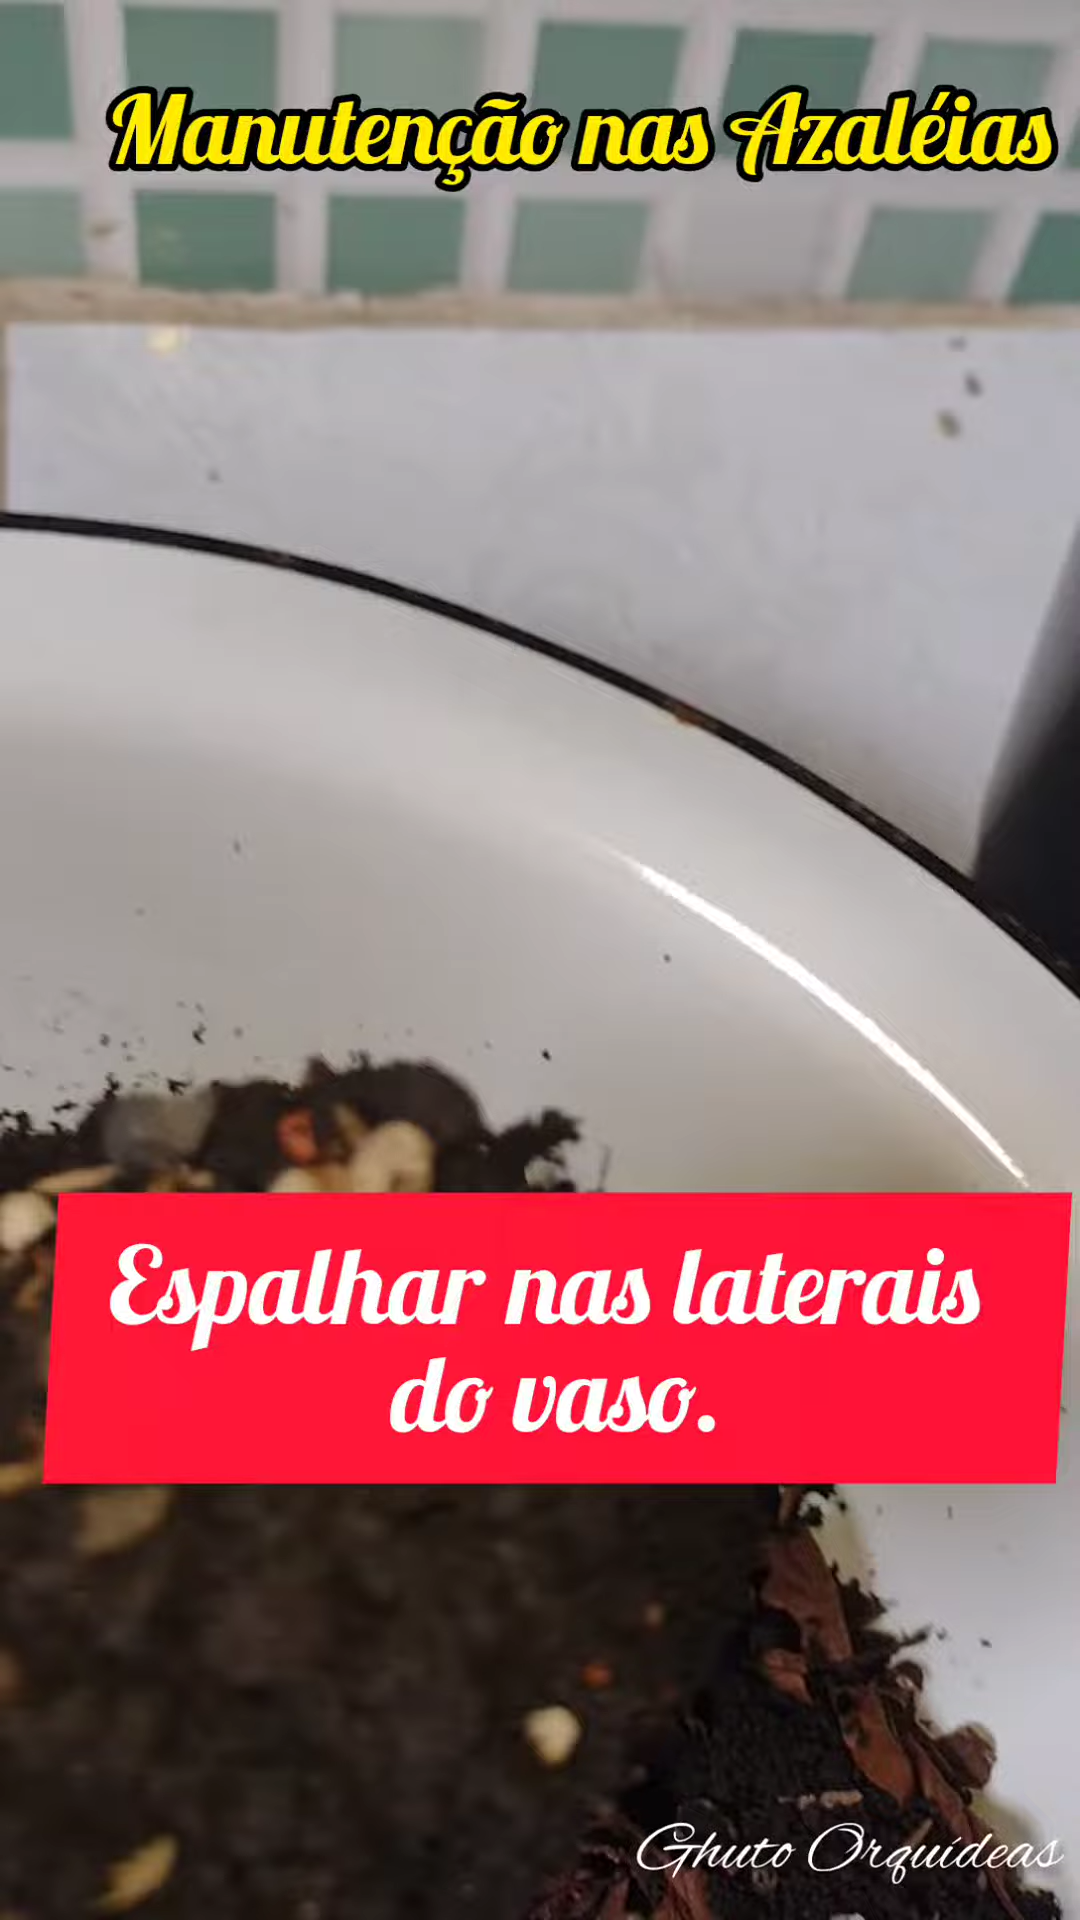 Manutenção nas Azaléias
Espalhar nas laterais
do vaso.
Ghuto Orquídeas